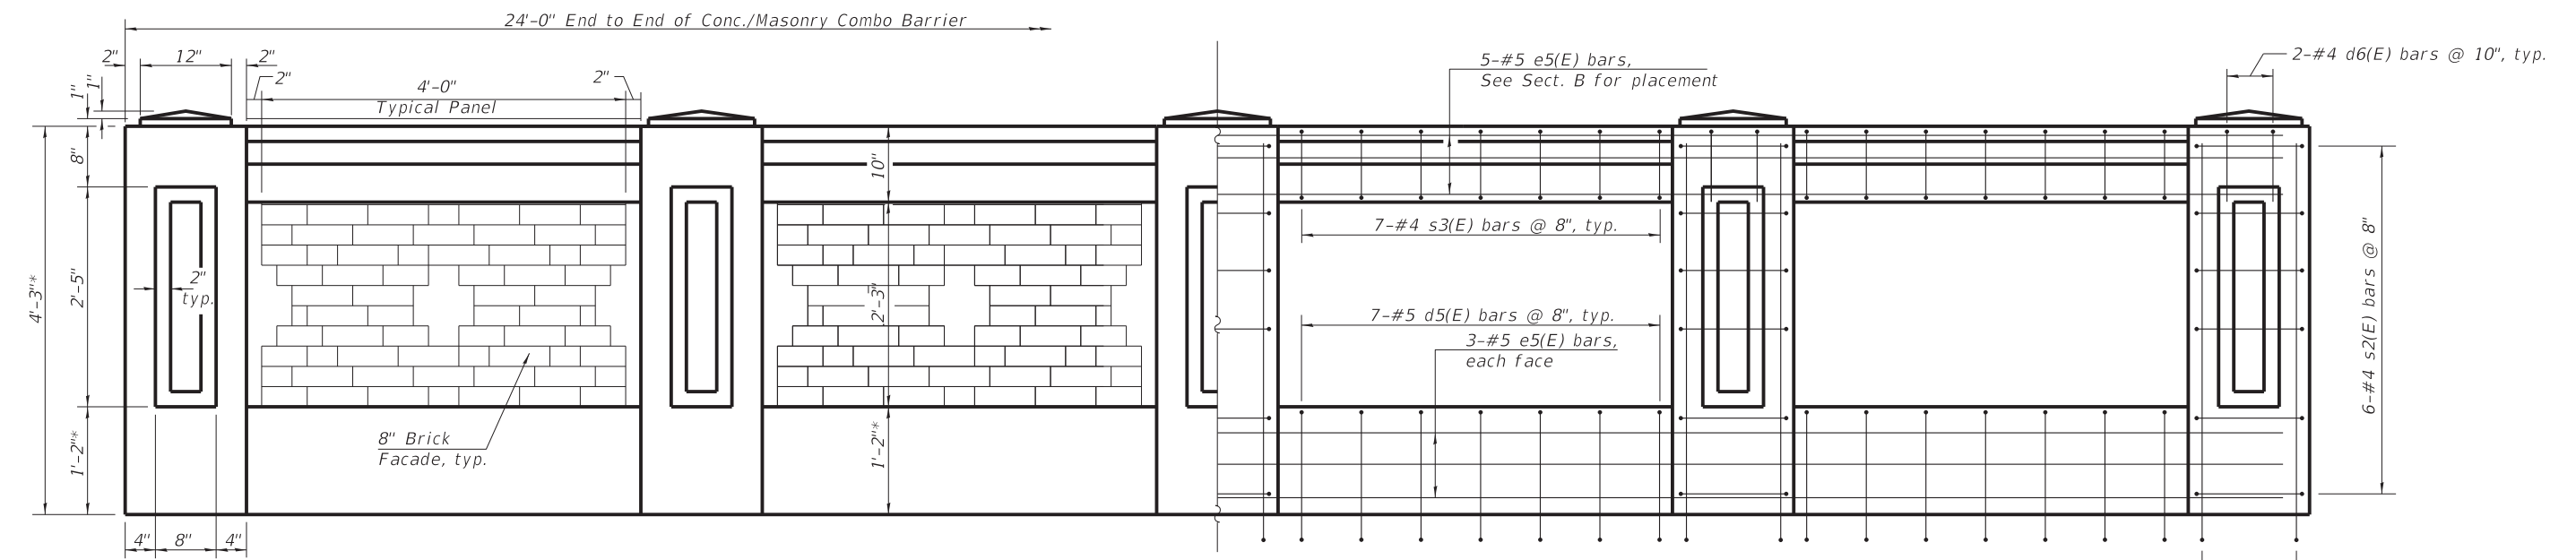 24'-0" End to End of Conc./Masonry Combo Barrier
2"
12"
2"
2"
4'-0"
Typical Panel
2"
1"
1"
8"
2'-5"
4'-3"*
1'-2"*
2"
typ.
10"
2'-3"
1'-2"*
8" Brick
Facade, typ.
4"
8"
4"
5-#5 e5(E) bars,
See Sect. B for placement
2-#4 d6(E) bars @ 10", typ.
7-#4 s3(E) bars @ 8", typ.
7-#5 d5(E) bars @ 8", typ.
3-#5 e5(E) bars,
each face
6-#4 s2(E) bars @ 8"